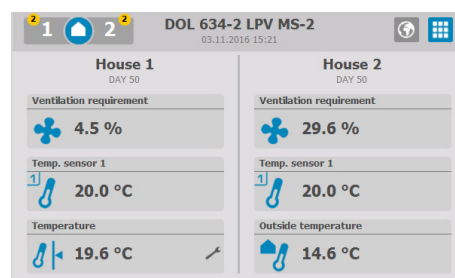 2 1 2 2
DOL 634-2 LPV MS-2
03.11.2016 15:21
House 1
DAY 50
Ventilation requirement
4.5 %
Temp. sensor 1
1
20.0 °C
Temperature
19.6 °C
House 2
DAY 50
Ventilation requirement
29.6 %
Temp. sensor 1
1
20.0 °C
Outside temperature
14.6 °C